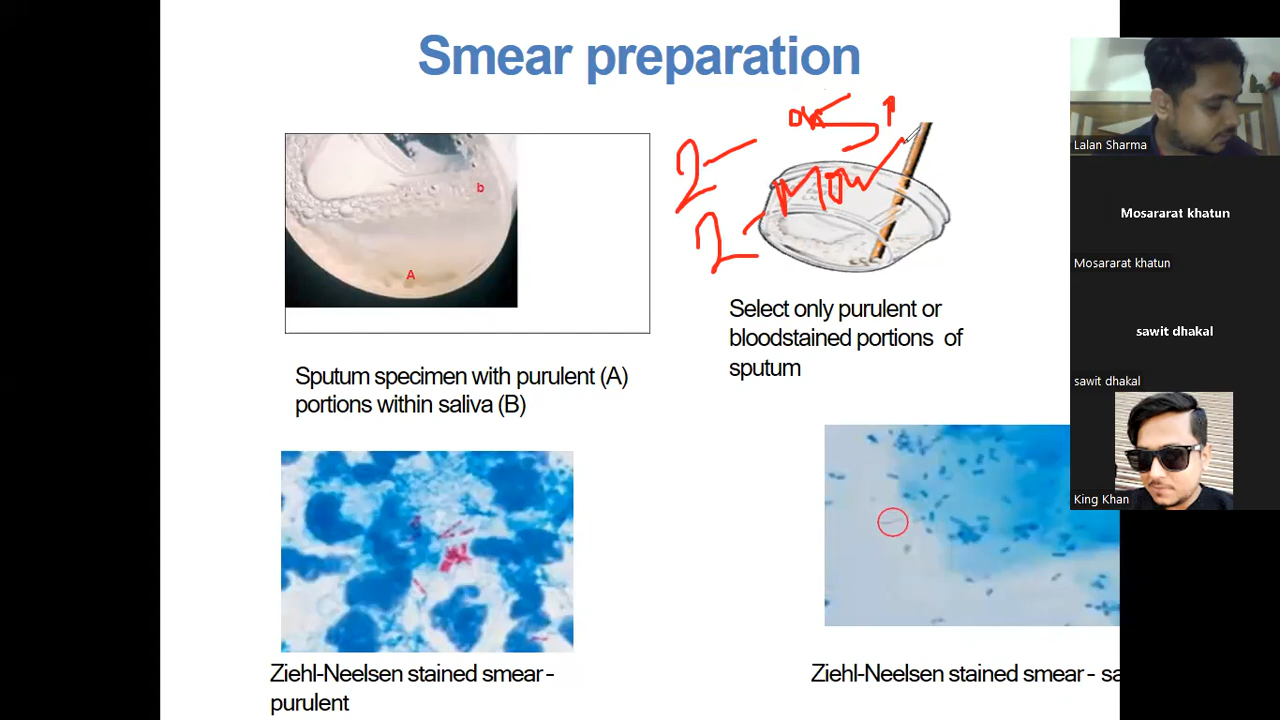 Smear preparation
b
A
2
2
Select only purulent or
bloodstained portions of
sputum
Sputum specimen with purulent (A)
portions within saliva (B)
Ziehl-Neelsen stained smear -
purulent
Ziehl-Neelsen stained smear - sa
Lalan Sharma
Mosararat khatun
Mosararat khatun
sawit dhakal
sawit dhakal
King Khan